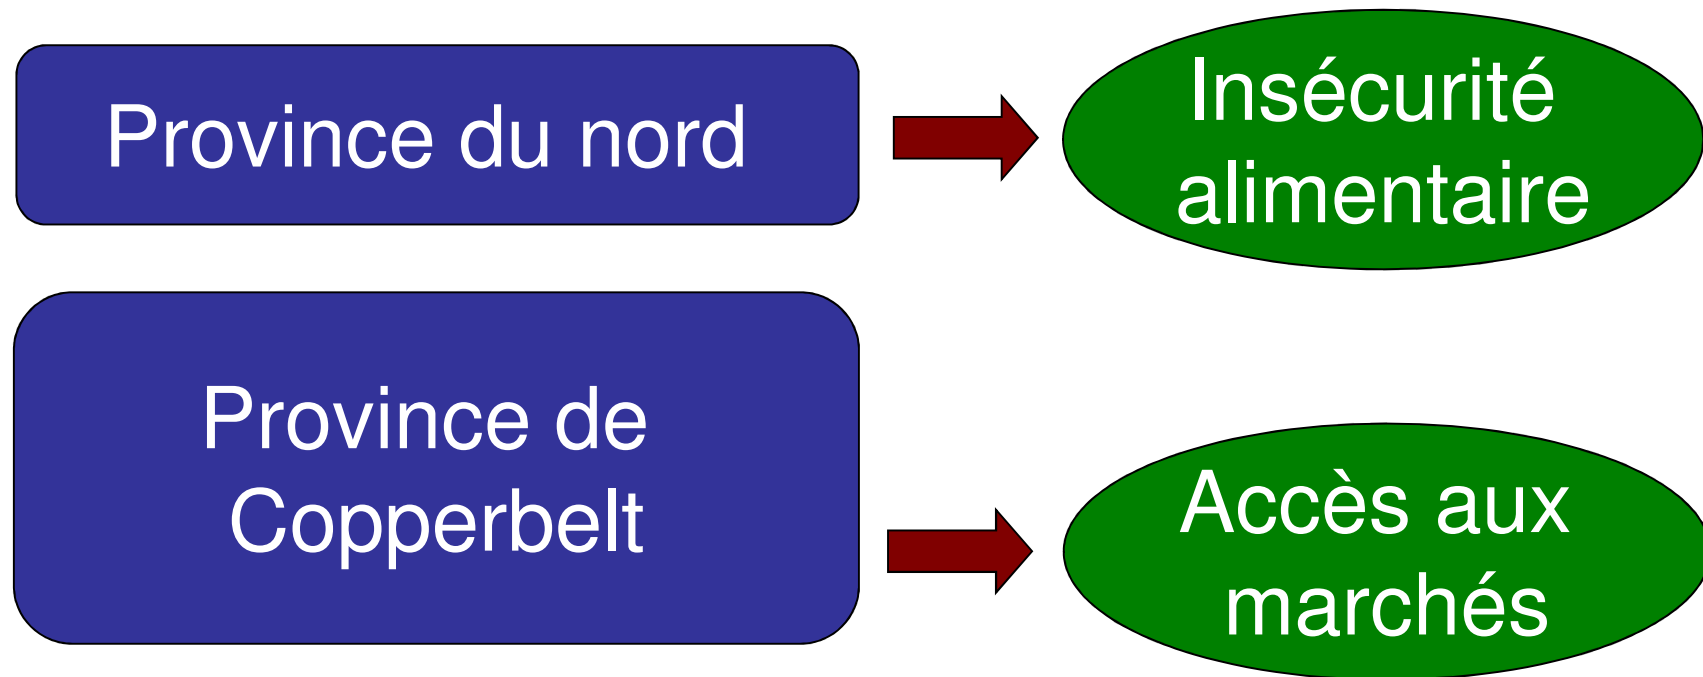 Province du nord
Insécurité
alimentaire
Province de
Copperbelt
Accès aux
marchés